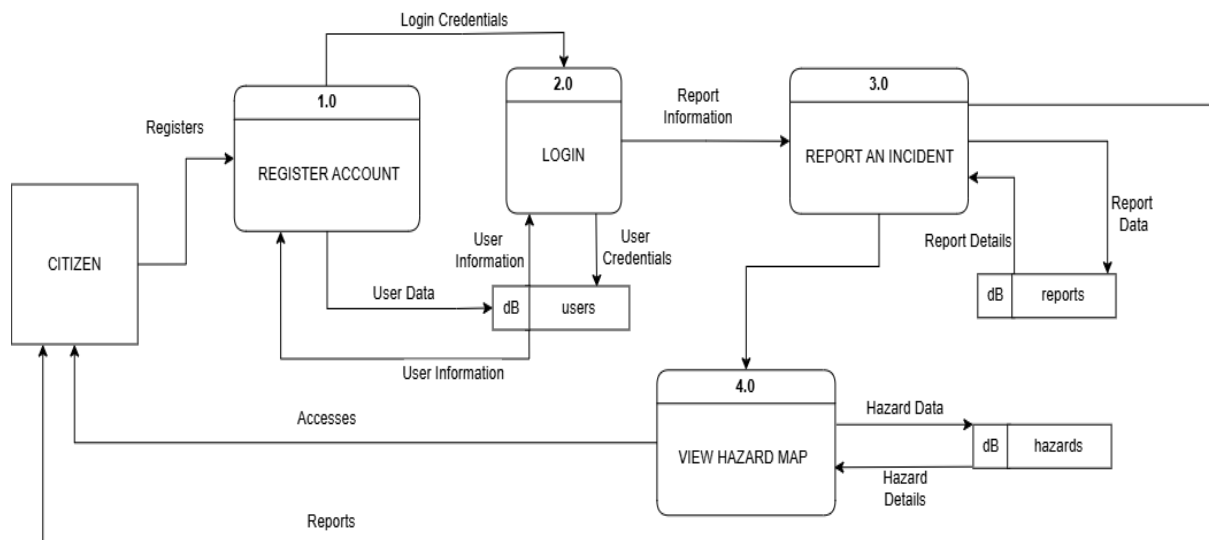 Login Credentials
1.0
REGISTER ACCOUNT
2.0
LOGIN
3.0
REPORT AN INCIDENT
Report
Information
Registers
CITIZEN
User
Information
User
Credentials
User Data
dB
users
User Information
Report Details
Report
Data
dB
reports
4.0
VIEW HAZARD MAP
Accesses
Hazard Data
dB
hazards
Hazard
Details
Reports